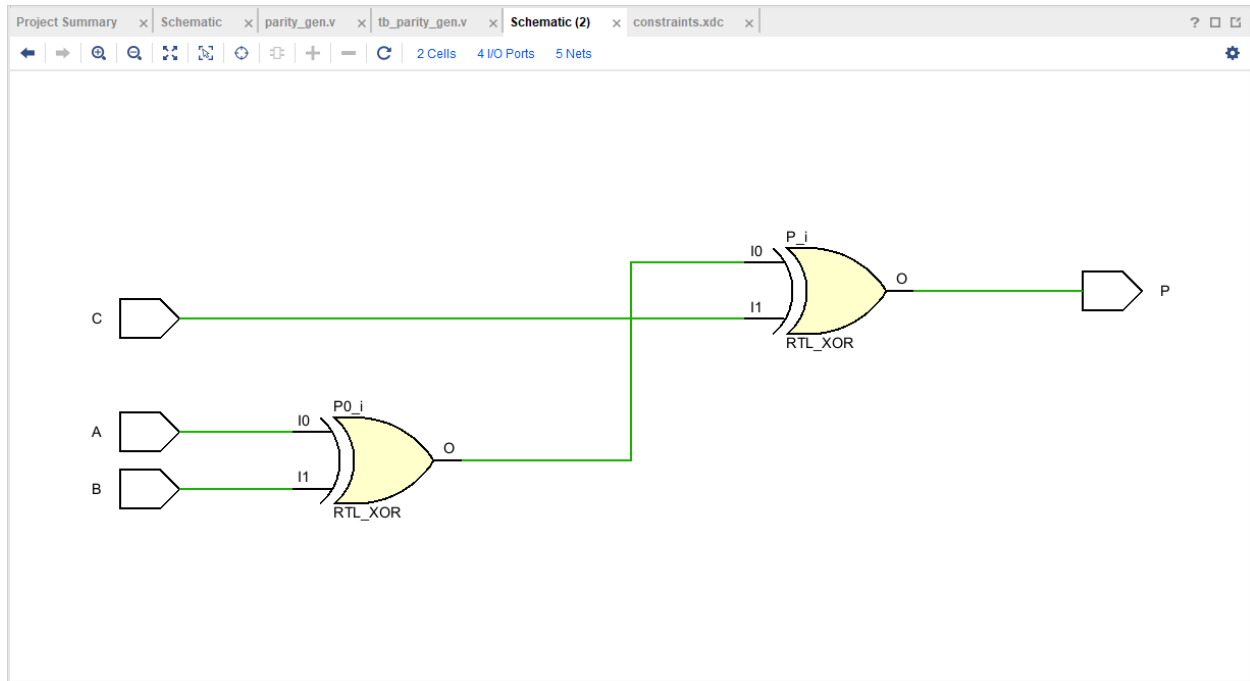 Project Summary × Schematic × parity_gen.v × tb_parity_gen.v × Schematic (2) × constraints.xdc × ?
2 Cells 4 I/O Ports 5 Nets
P_i
I0
O
P
I1
C
RTL_XOR
P0_i
A
I0
O
B
I1
RTL_XOR